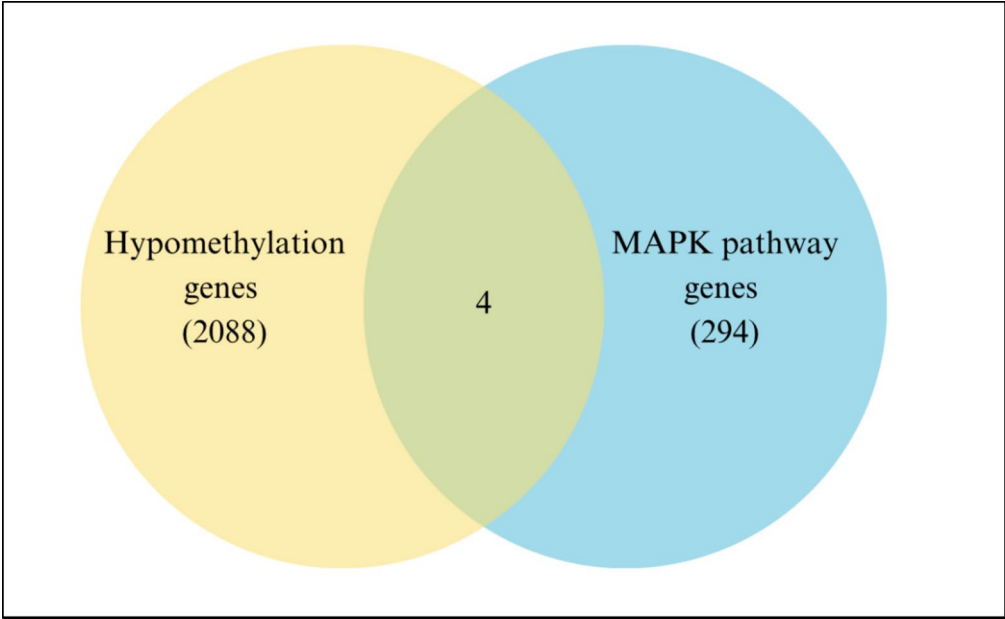 Hypomethylation
genes
(2088)
4
MAPK pathway
genes
(294)